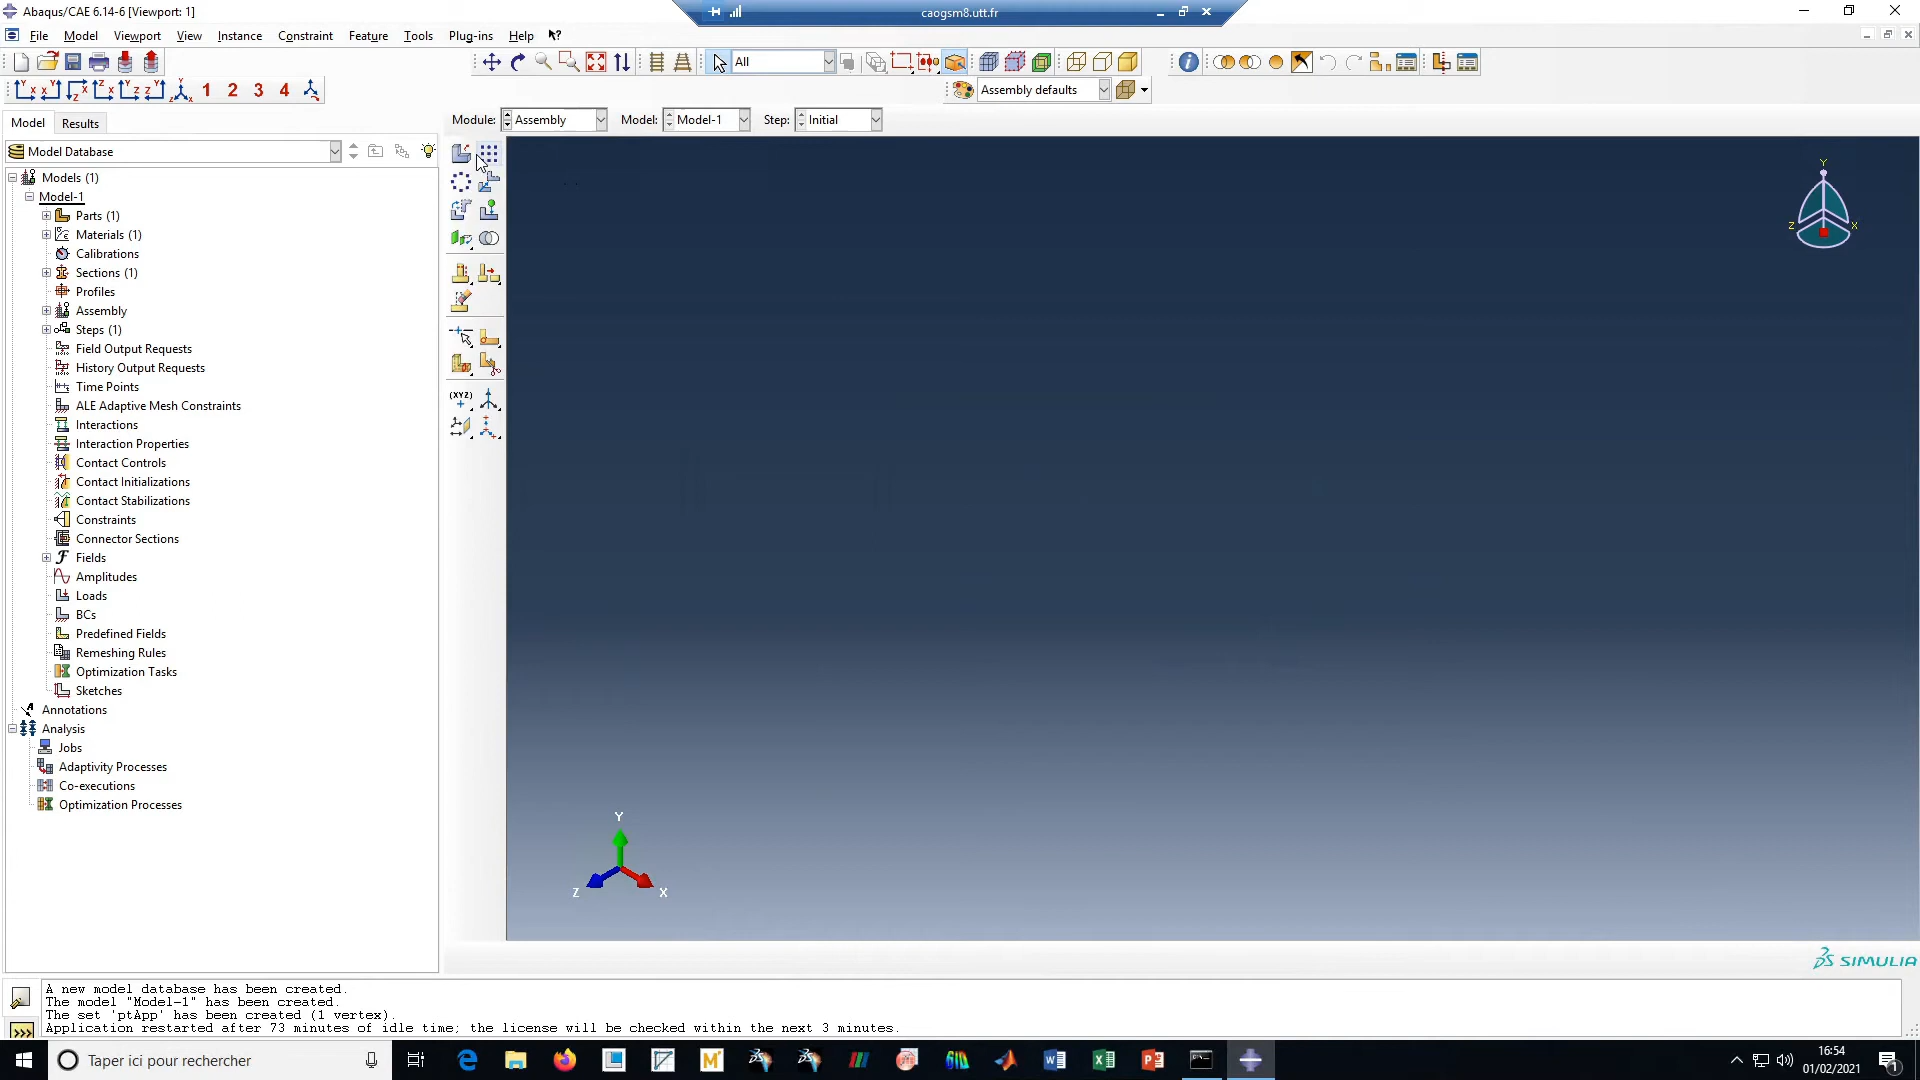 Abaqus/CAE 6.14-6 [Viewport: 1]
caogsm8.utt.fr
File Model Viewport View Instance Constraint Feature Tools Plug-ins Help
All
1 2 3 4
Assembly defaults
Model Results
Module: Assembly Model: Model-1 Step: Initial
Model Database
Models (1)
Model-1
Parts (1)
Materials (1)
Calibrations
Sections (1)
Profiles
Assembly
Steps (1)
Field Output Requests
History Output Requests
Time Points
ALE Adaptive Mesh Constraints
Interactions
Interaction Properties
Contact Controls
Contact Initializations
Contact Stabilizations
Constraints
Connector Sections
Fields
Amplitudes
Loads
BCs
Predefined Fields
Remeshing Rules
Optimization Tasks
Sketches
Annotations
Analysis
Jobs
Adaptivity Processes
Co-executions
Optimization Processes
(XYZ)
Y
Z X
Y
Z X
SIMULIA
A new model database has been created.
The model "Model-1" has been created.
The set 'ptApp' has been created (1 vertex).
Application restarted after 73 minutes of idle time; the license will be checked within the next 3 minutes.
Taper ici pour rechercher
16:54
01/02/2021